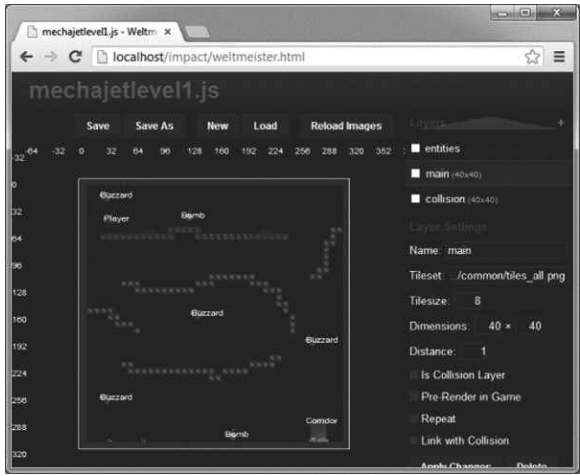 mechajetlevel1.js - Weltm ×
localhost/impact/weltmeister.html
mechajetlevel1.js
Save Save As New Load Reload Images
Layers +
-64 -32 0 32 64 96 128 160 192 224 256 288 320 352
-32
entities
main (40x40)
collision (40x40)
Layer Settings
Name: main
Tileset: ./common/tiles_all.png
Tilesize: 8
Dimensions: 40 × 40
Distance: 1
Is Collision Layer
Pre-Render in Game
Repeat
Link with Collision
Apply Changes Delete
0
32
64
96
128
160
192
224
256
288
320
Buzzard
Player Bomb
Buzzard
Buzzard
Buzzard
Corridor
Bomb